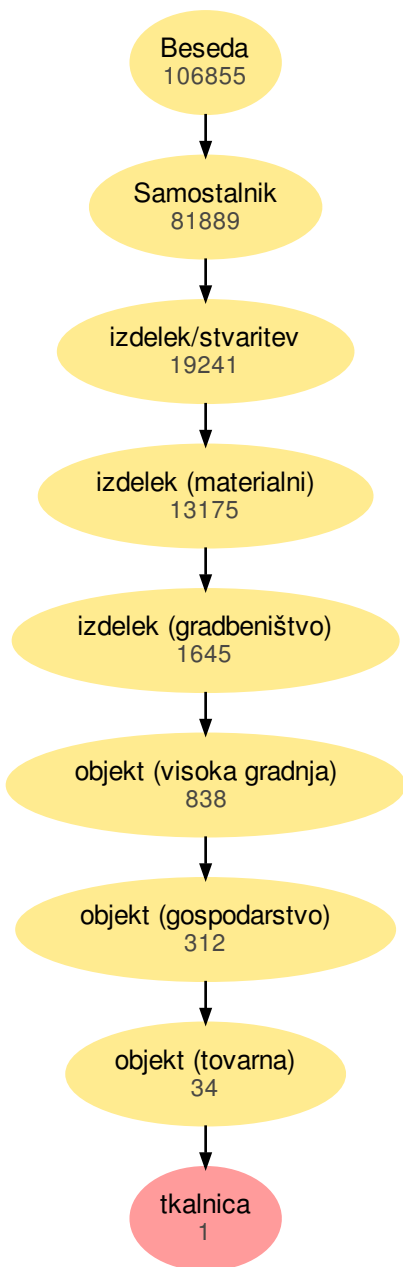 Beseda
106855
Samostalnik
81889
izdelek/stvaritev
19241
izdelek (materialni)
13175
izdelek (gradbeništvo)
1645
objekt (visoka gradnja)
838
objekt (gospodarstvo)
312
objekt (tovarna)
34
tkalnica
1